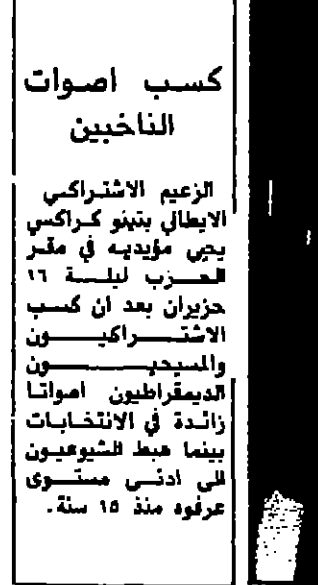 كسب اصوات
الناخبين
الزعيم الاشتراكي
الايطالي بتينو كراكسي
يحيي مؤيديه في مقر
الحزب ليلة ١٦
حزيران بعد ان كسب
الاشتراكيون
والمسيحيون
الديمقراطيون اصواتا
زائدة في الانتخابات
بينما هبط الشيوعيون
الى ادنى مستوى
عرفوه منذ ١٥ سنة.